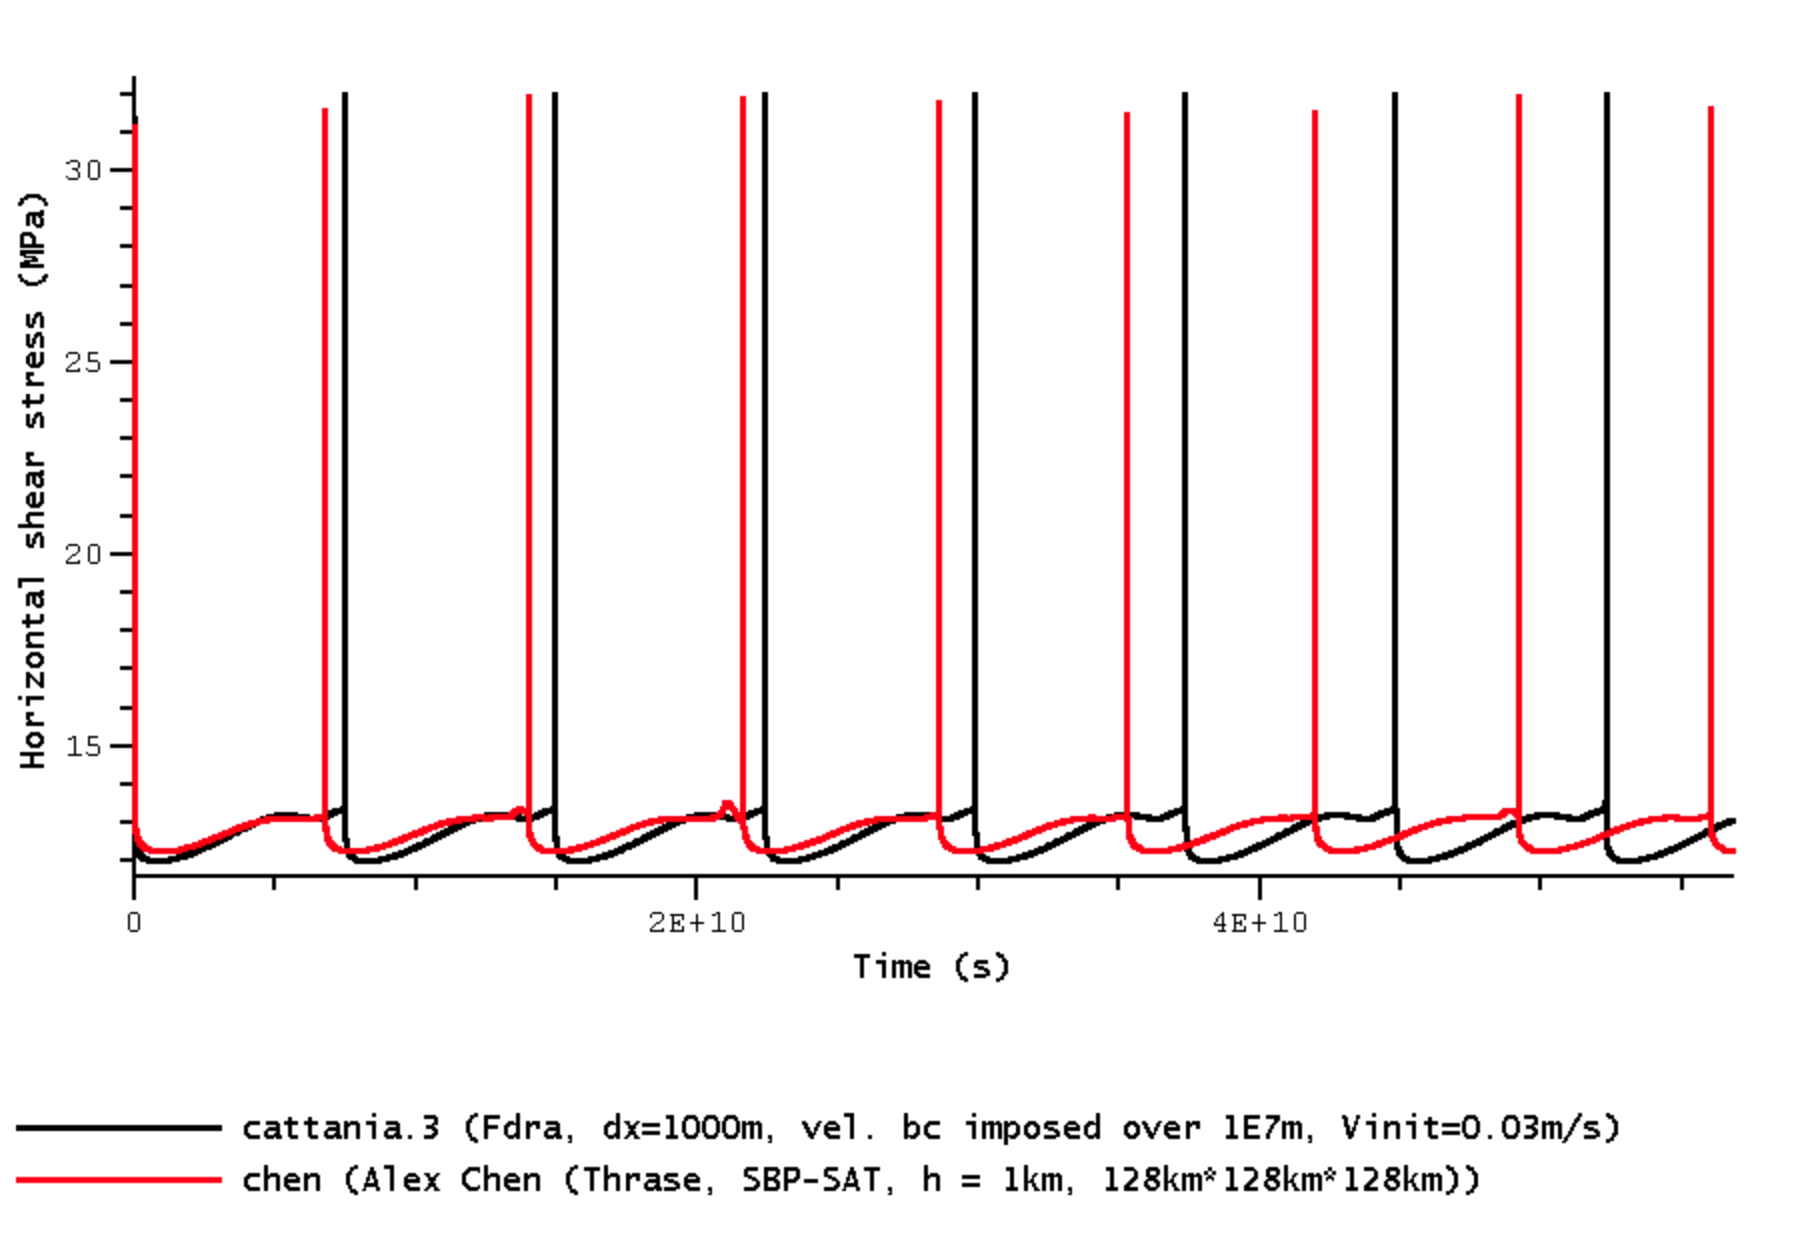 Horizontal shear stress (MPa)
30
25
20
15
0
2E+10
4E+10
Time (s)
cattania.3 (Fdra, dx=1000m, vel. bc imposed over 1E7m, Vinit=0.03m/s)
chen (Alex Chen (Thrase, SBP-SAT, h = 1km, 128km*128km*128km))